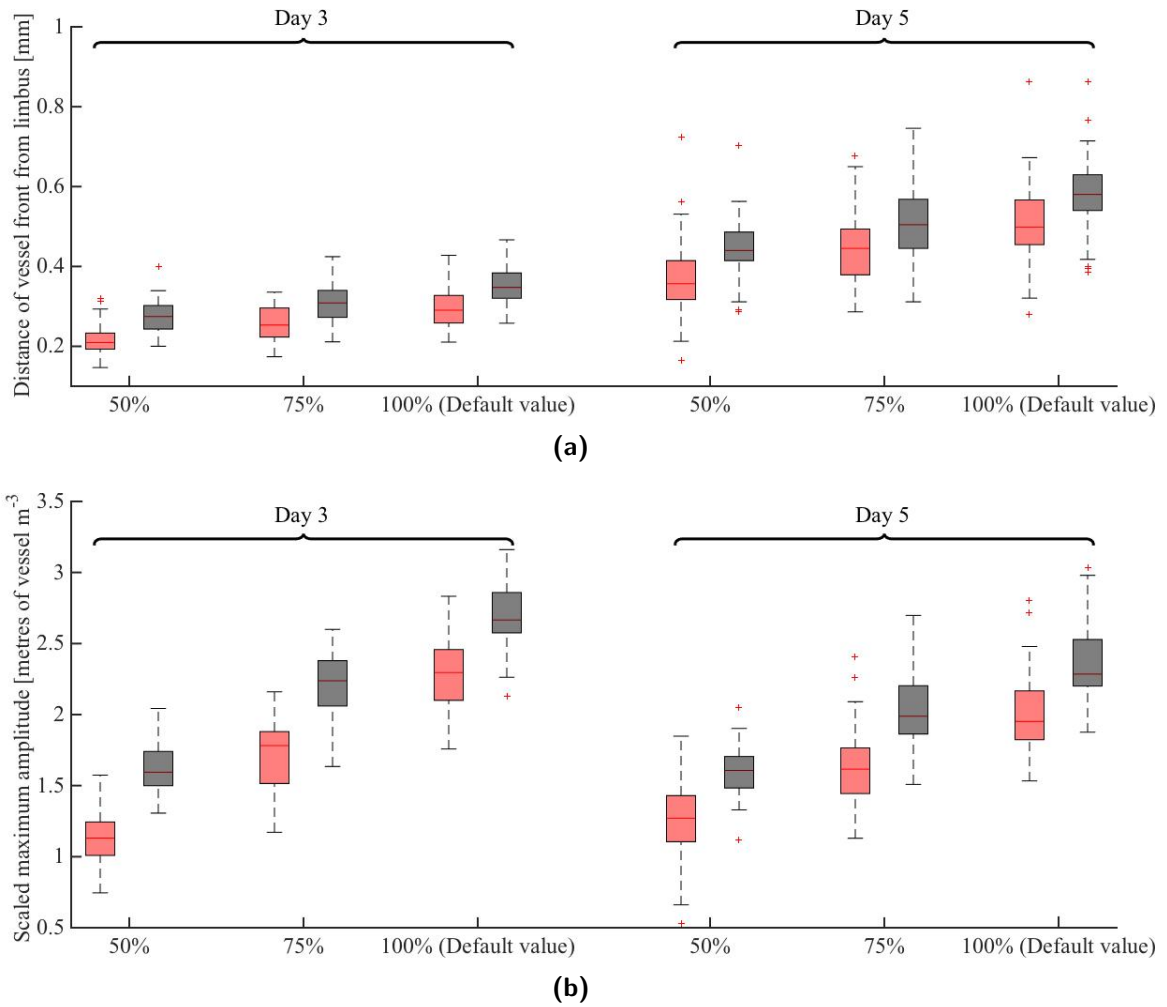 Distance of vessel front from limbus [mm]
1
0.8
0.6
0.4
0.2
Day 3
Day 5
50%
75%
100% (Default value)
50%
75%
100% (Default value)
(a)
Scaled maximum amplitude [metres of vessel m⁻³
3.5
3
2.5
2
1.5
1
0.5
Day 3
Day 5
50%
75%
100% (Default value)
50%
75%
100% (Default value)
(b)